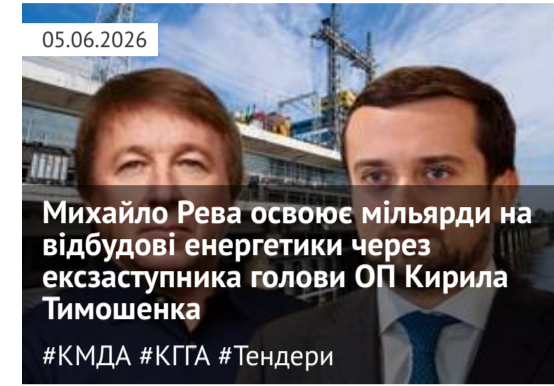 05.06.2026
Михайло Рева освоює мільярди на
відбудові енергетики через
ексзаступника голови ОП Кирила
Тимошенка
#КМДА #КГГА #Тендери